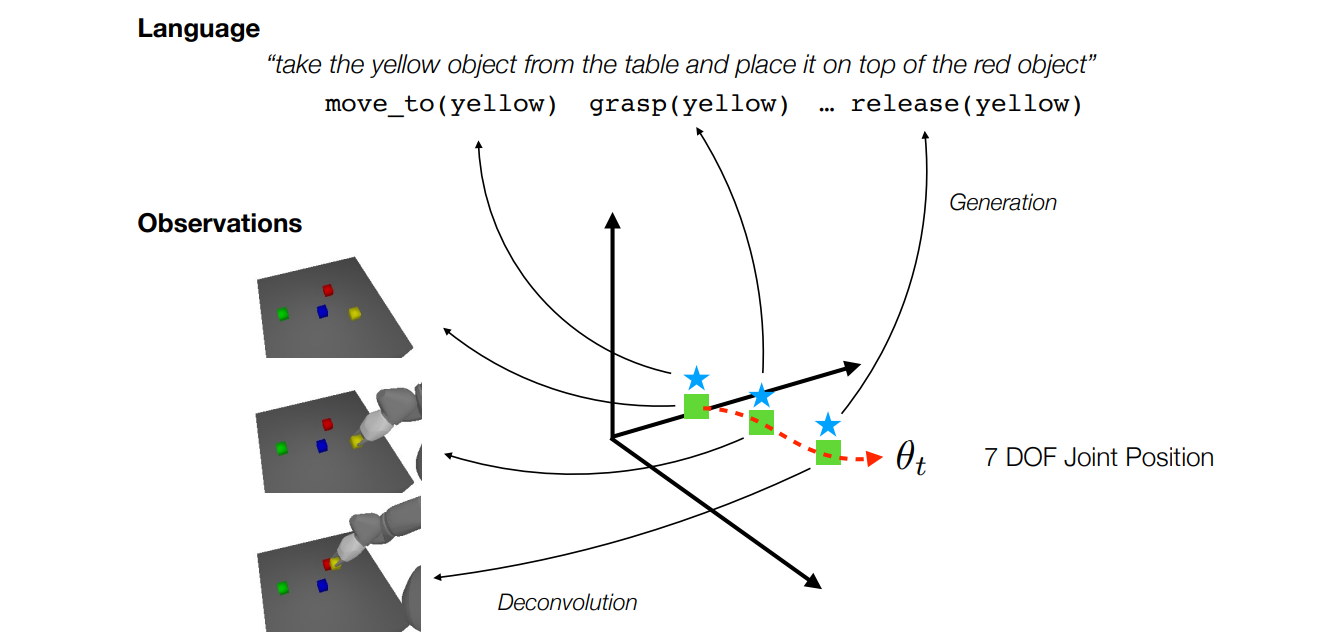 Language
“take the yellow object from the table and place it on top of the red object”
move_to(yellow) grasp(yellow) … release(yellow)
Generation
Observations
θt 7 DOF Joint Position
Deconvolution